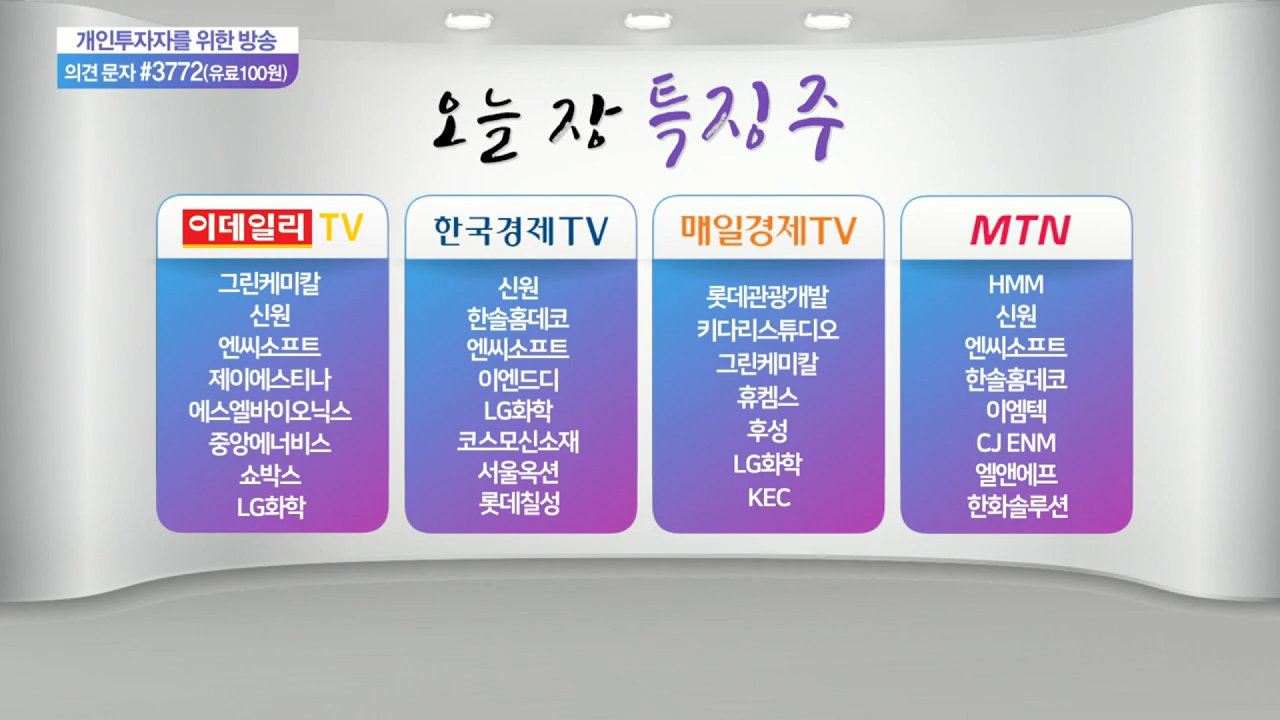 개인투자자를 위한 방송
의견 문자 #3772(유료100원)
오늘 장 특징주
이데일리 TV
그린케미칼
신원
엔씨소프트
제이에스티나
에스엘바이오닉스
중앙에너비스
쇼박스
LG화학
한국경제TV
신원
한솔홈데코
엔씨소프트
이엔드디
LG화학
코스모신소재
서울옥션
롯데칠성
매일경제TV
롯데관광개발
키다리스튜디오
그린케미칼
휴켐스
후성
LG화학
KEC
MTN
HMM
신원
엔씨소프트
한솔홈데코
이엠텍
CJ ENM
엘앤에프
한화솔루션